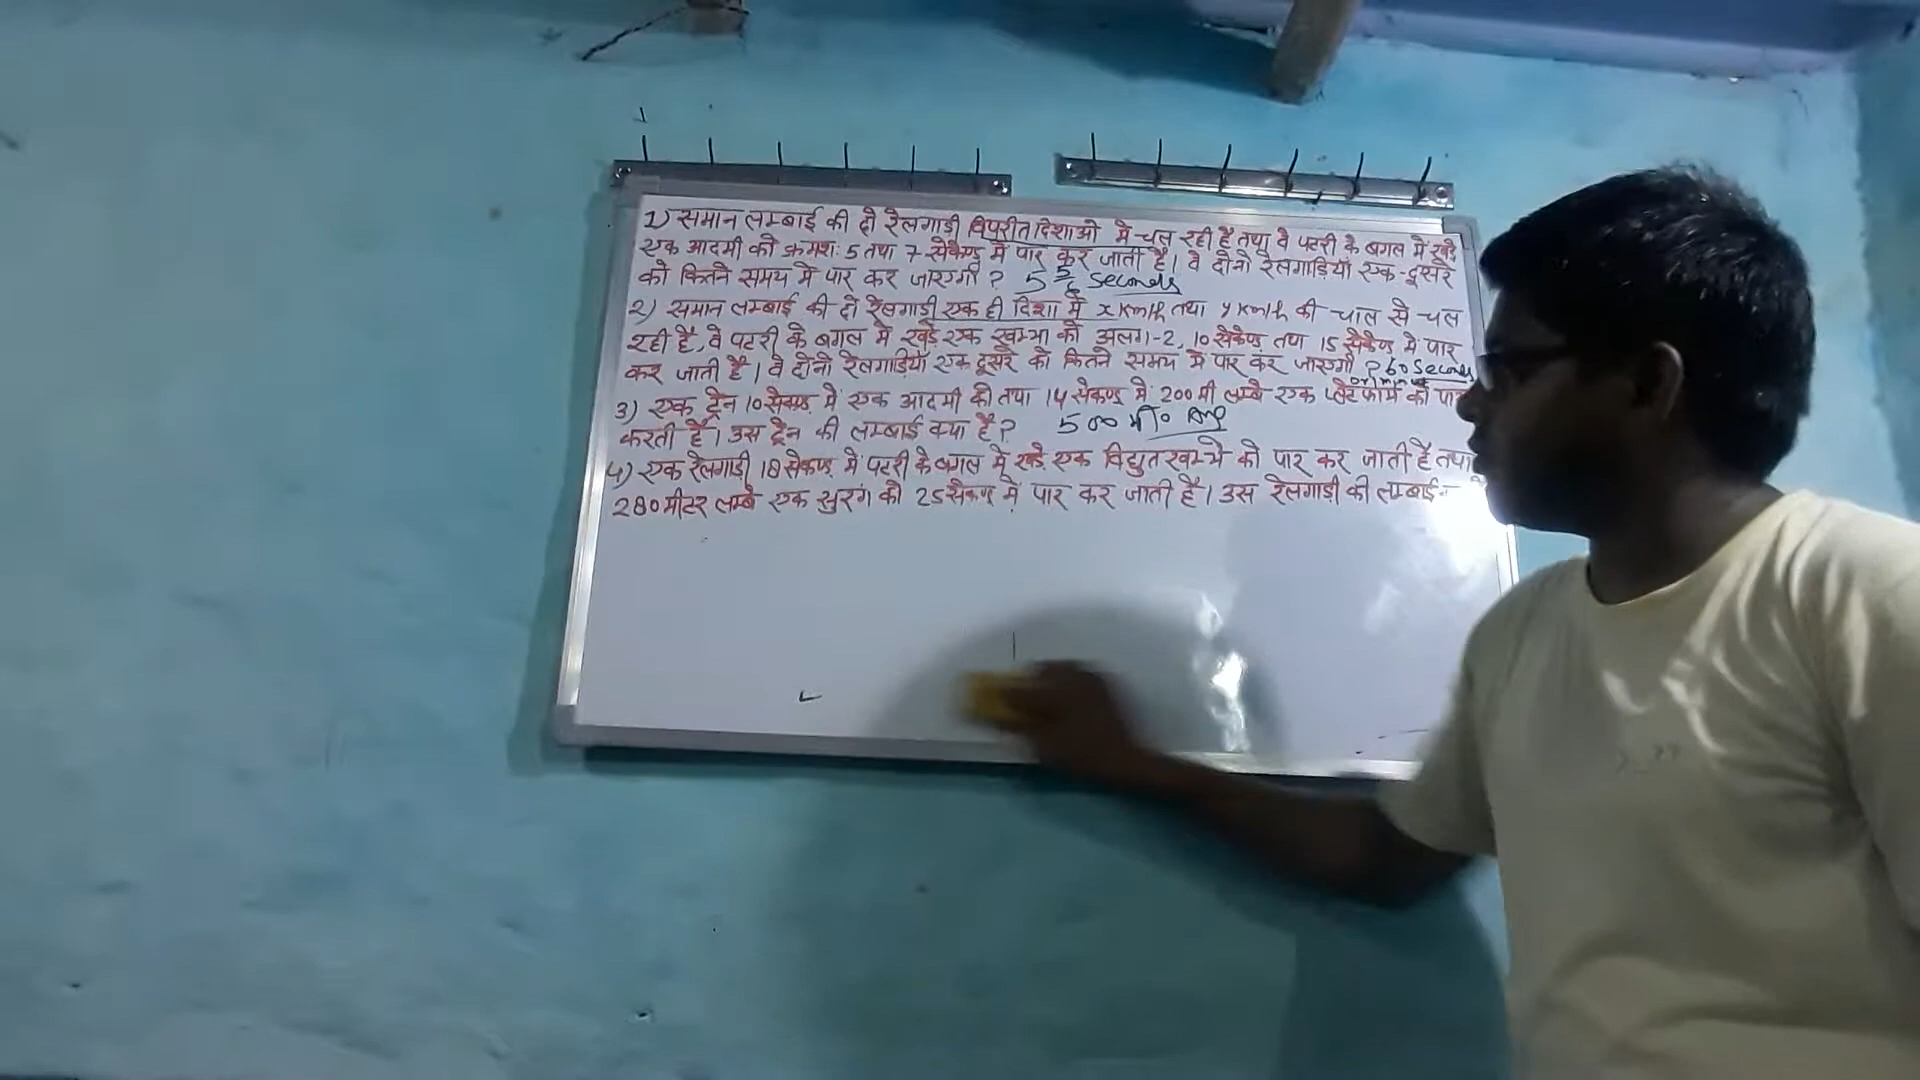 1) समान लम्बाई की दो रेलगाड़ी विपरीत दिशाओ में चल रही है तथा वे पटरी के बगल में खड़े
एक आदमी को क्रमश: 5 तथा 7 सेकेण्ड में पार कर जाती है। वे दोनो रेलगाड़ियाँ एक-दूसरे
को कितने समय में पार कर जाएगी ? 5 5/6 Seconds
2) समान लम्बाई की दो रेलगाड़ी एक ही दिशा में x km/h तथा y km/h की चाल से चल
रही है, वे पटरी के बगल में खड़े एक खम्भा को अलग-2, 10 सेकेण्ड तथा 15 सेकेण्ड में पार
कर जाती है। वे दोनो रेलगाड़ियाँ एक दूसरे को कितने समय में पार कर जाएगी ? 60 Seconds
or 1 minute
3) एक ट्रेन 10 सेकेण्ड में एक आदमी को तथा 14 सेकेण्ड में 200 मी लम्बे एक प्लेटफार्म को पार
करती है। उस ट्रेन की लम्बाई क्या है ? 500 मी० Ans
4) एक रेलगाड़ी 18 सेकेण्ड में पटरी के बगल में खड़े एक विद्युत खम्भे को पार कर जाती है तथा
280 मीटर लम्बे एक सुरंग को 25 सेकेण्ड में पार कर जाती है। उस रेलगाड़ी की लम्बाई